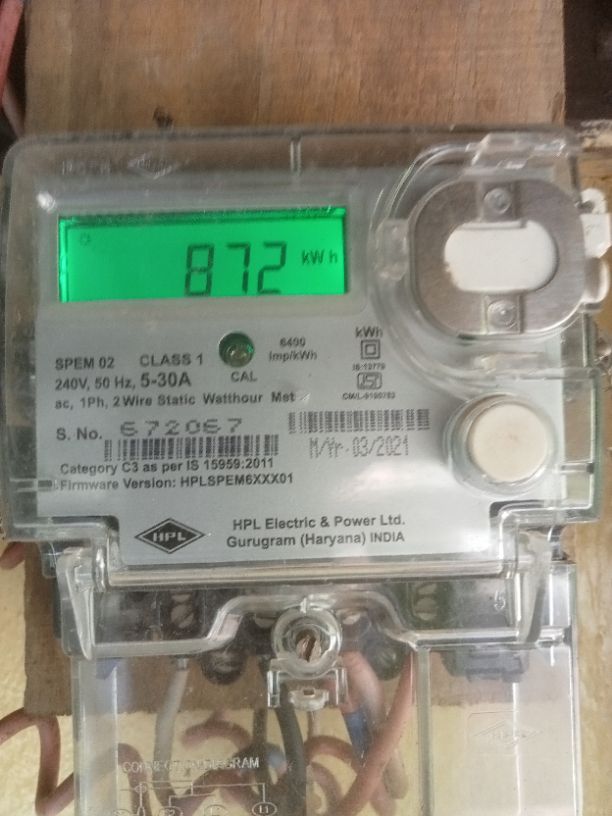 872 kWh
SPEM 02 CLASS 1
240V, 50 Hz, 5-30A
CAL
6400
imp/kWh
kWh
IS:13779
ac, 1Ph, 2 Wire Static Watthour Met
S. No. 672067
M/Yr-03/2021
Category C3 as per IS 15959:2011
Firmware Version: HPLSPEM6XXX01
HPL
HPL Electric & Power Ltd.
Gurugram (Haryana) INDIA